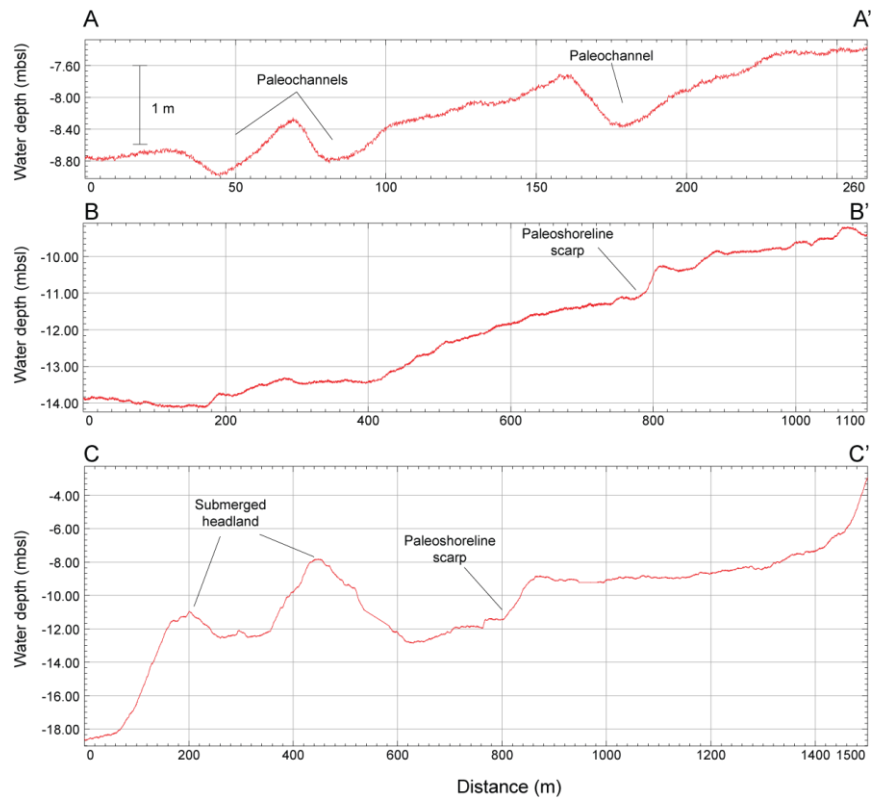 A A’
Water depth (mbsl)
-7.60
-8.00
-8.40
-8.80
1 m
Paleochannels
Paleochannel
0 50 100 150 200 260
B B’
Water depth (mbsl)
-10.00
-11.00
-12.00
-13.00
-14.00
Paleoshoreline
scarp
0 200 400 600 800 1000 1100
C C’
Water depth (mbsl)
-4.00
-6.00
-8.00
-10.00
-12.00
-14.00
-16.00
-18.00
Submerged
headland
Paleoshoreline
scarp
0 200 400 600 800 1000 1200 1400 1500
Distance (m)